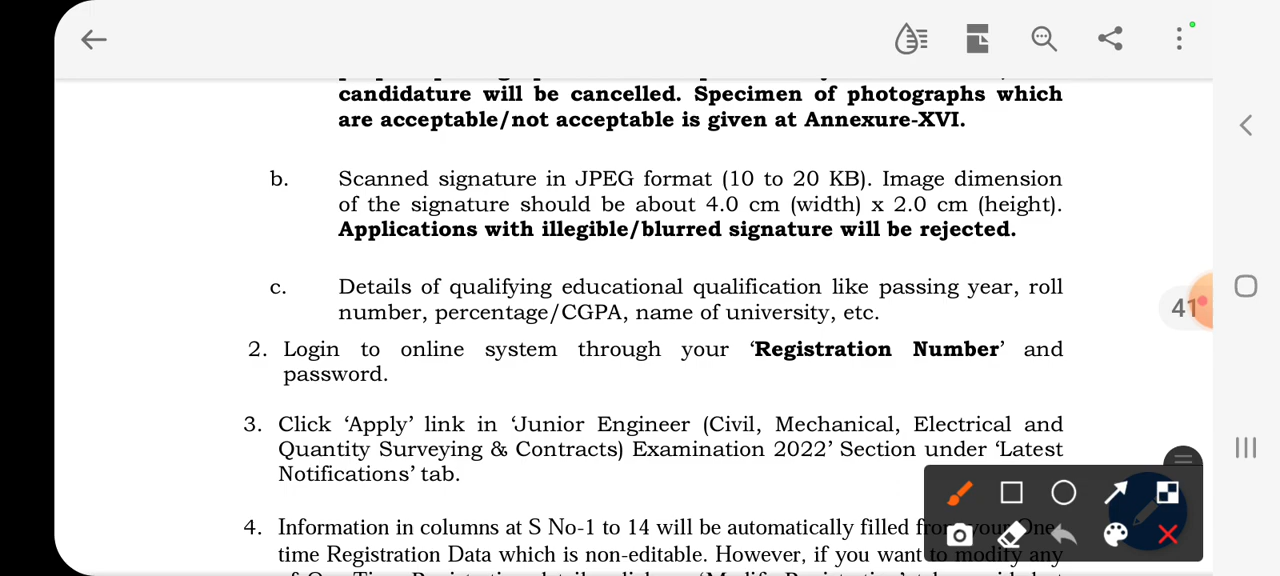 candidature will be cancelled. Specimen of photographs which
are acceptable/not acceptable is given at Annexure-XVI.
b. Scanned signature in JPEG format (10 to 20 KB). Image dimension
of the signature should be about 4.0 cm (width) x 2.0 cm (height).
Applications with illegible/blurred signature will be rejected.
c. Details of qualifying educational qualification like passing year, roll
number, percentage/CGPA, name of university, etc.
41
2. Login to online system through your ‘Registration Number’ and
password.
3. Click ‘Apply’ link in ‘Junior Engineer (Civil, Mechanical, Electrical and
Quantity Surveying & Contracts) Examination 2022’ Section under ‘Latest
Notifications’ tab.
4. Information in columns at S No-1 to 14 will be automatically filled from your One-
time Registration Data which is non-editable. However, if you want to modify any